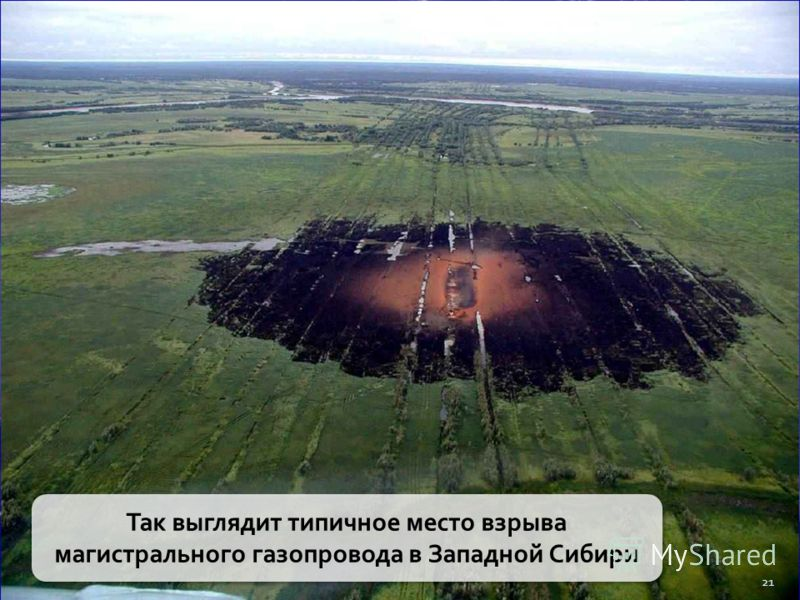 Так выглядит типичное место взрыва
магистрального газопровода в Западной Сибири
MyShared
21